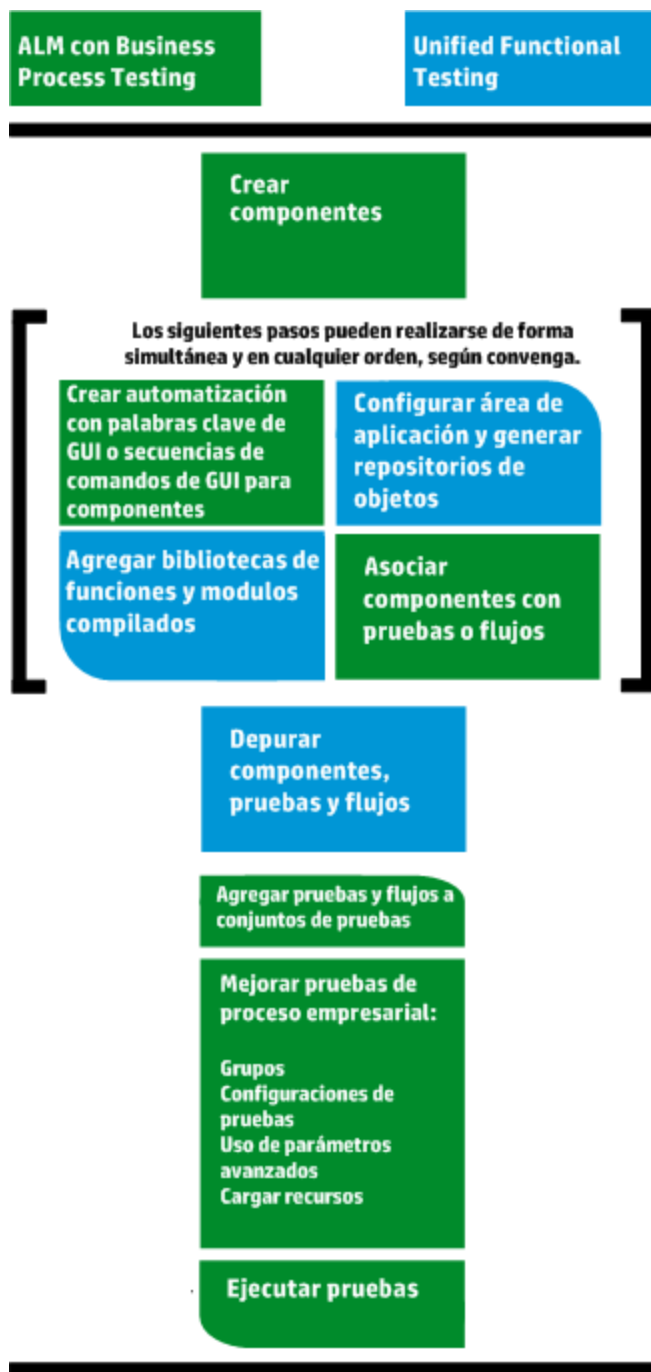 ALM con Business
Process Testing
Unified Functional
Testing
Crear
componentes
Los siguientes pasos pueden realizarse de forma
simultánea y en cualquier orden, según convenga.
Crear automatización
con palabras clave de
GUI o secuencias de
comandos de GUI para
componentes
Configurar área de
aplicación y generar
repositorios de
objetos
Agregar bibliotecas de
funciones y modulos
compilados
Asociar
componentes con
pruebas o flujos
Depurar
componentes,
pruebas y flujos
Agregar pruebas y flujos a
conjuntos de pruebas
Mejorar pruebas de
proceso empresarial:
Grupos
Configuraciones de
pruebas
Uso de parámetros
avanzados
Cargar recursos
Ejecutar pruebas